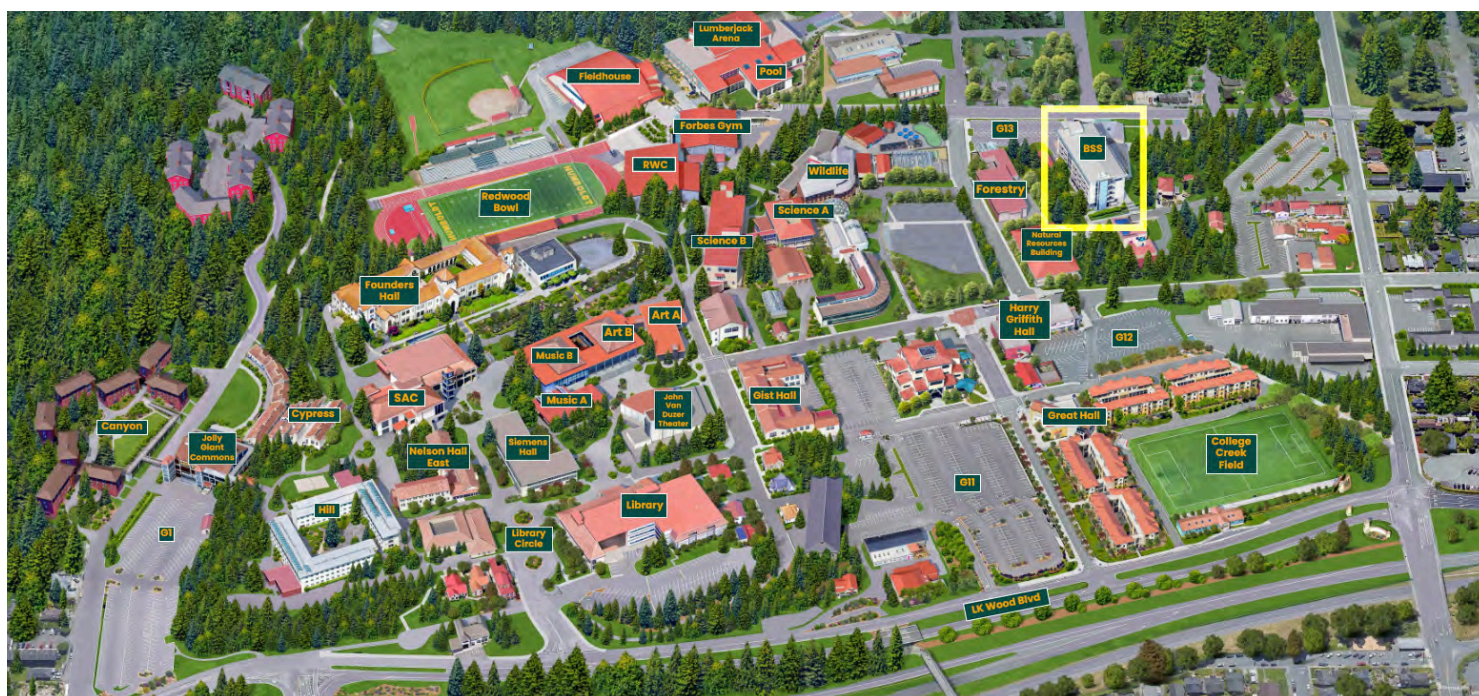 Lumberjack
Arena
Pool
Fieldhouse
Forbes Gym
G13
BSS
RWC
Wildlife
Forestry
HUMBOLDT
HUMBOLDT
Redwood
Bowl
Science A
Science B
Natural
Resources
Building
Founders
Hall
Art A
Art B
Music B
Harry
Griffith
Hall
G12
SAC
Music A
John
Van
Duzer
Theater
Gist Hall
Great Hall
Cypress
Canyon
Jolly
Giant
Commons
Nelson Hall
East
Siemens
Hall
College
Creek
Field
G11
Hill
Library
Library
Circle
G1
LK Wood Blvd